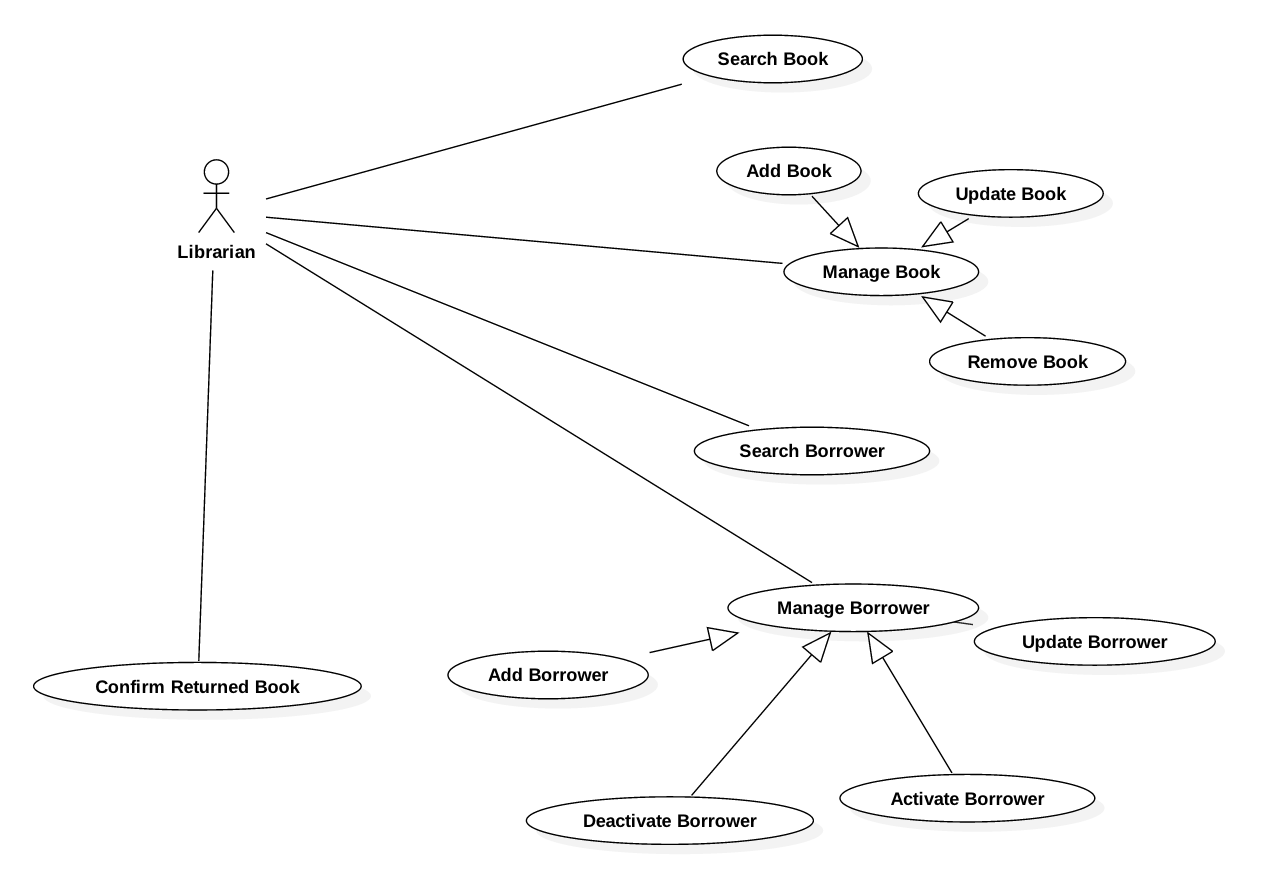 Search Book
Add Book
Update Book
Librarian
Manage Book
Remove Book
Search Borrower
Manage Borrower
Update Borrower
Add Borrower
Confirm Returned Book
Activate Borrower
Deactivate Borrower